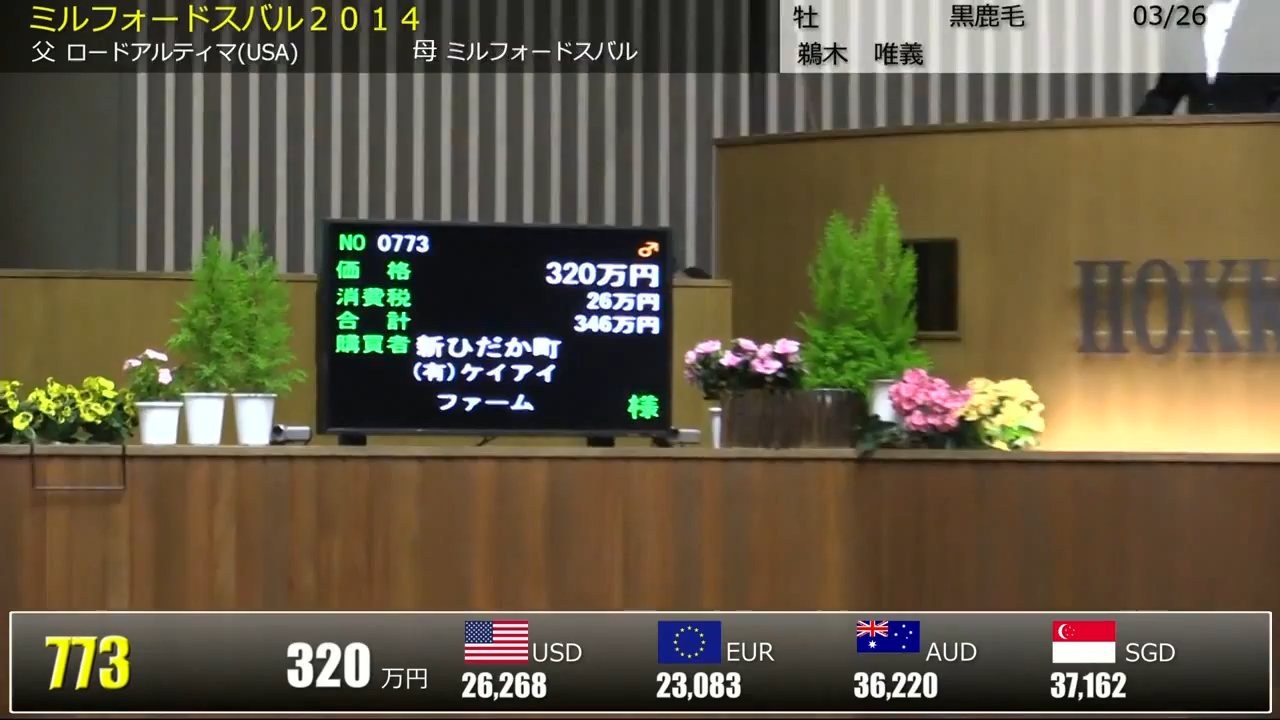 ミルフォードスバル２０１４
父 ロードアルティマ(USA) 母 ミルフォードスバル
牡 黒鹿毛 03/26
鵜木 唯義
NO 0773 ♂
価格 320万円
消費税 26万円
合計 346万円
購買者 新ひだか町
(有)ケイアイ
ファーム 様
HOKK
773 320 万円
USD 26,268
EUR 23,083
AUD 36,220
SGD 37,162